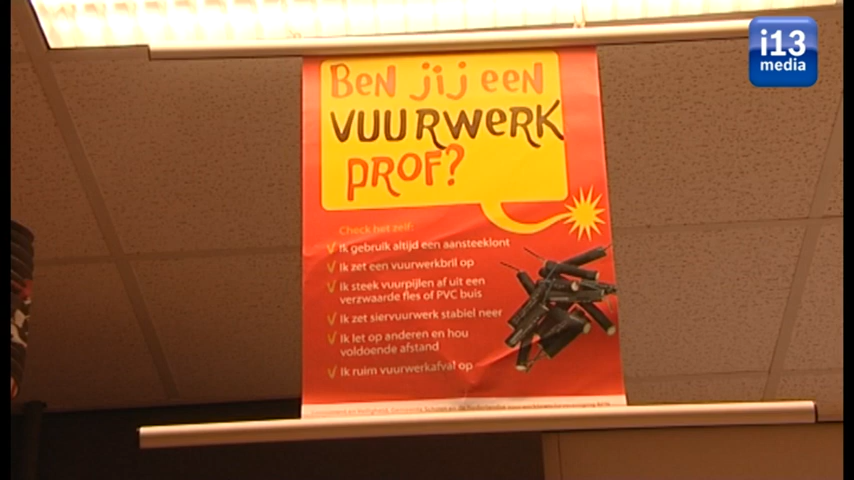 i13
media
BEN jij EEN
VUURWERK
PROF?
Check het zelf:
Ik gebruik altijd een aansteeklont
Ik zet een vuurwerkbril op
Ik steek vuurpijlen af uit een
verzwaarde fles of PVC buis
Ik zet siervuurwerk stabiel neer
Ik let op anderen en hou
voldoende afstand
Ik ruim vuurwerkafval op